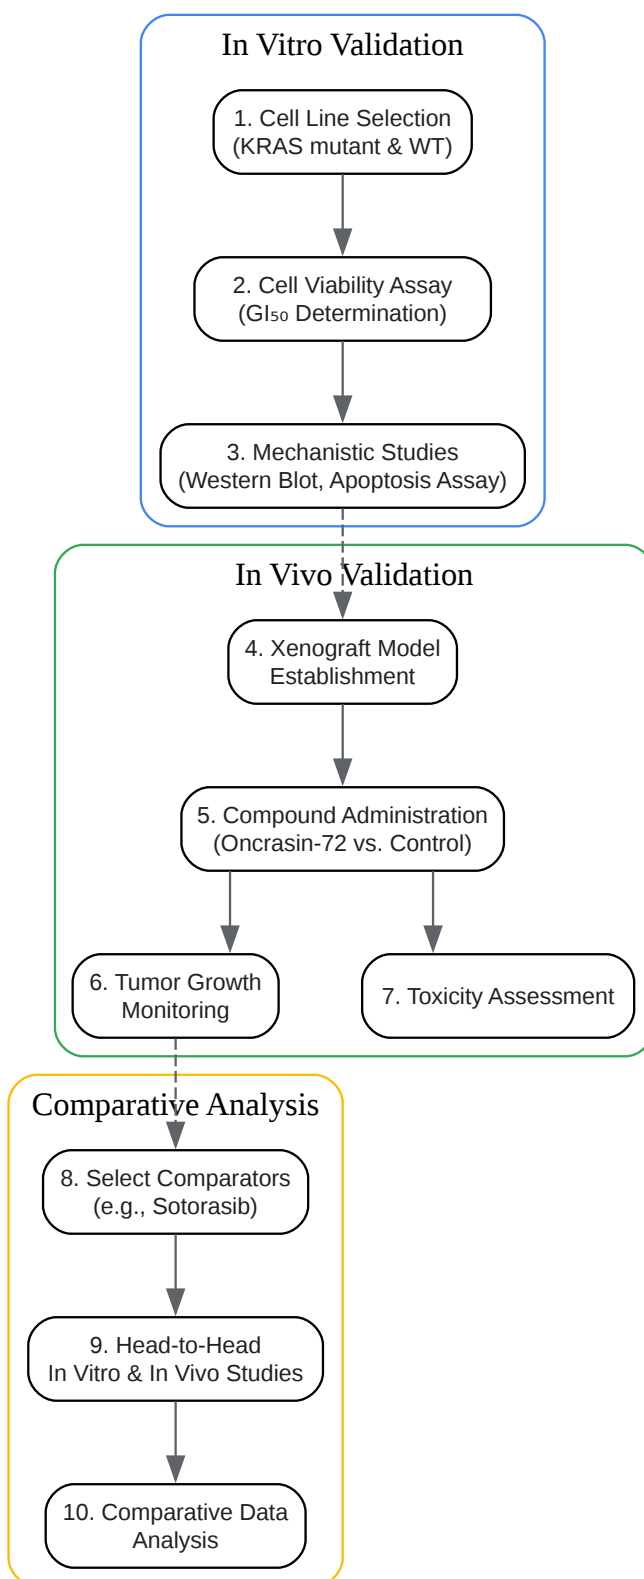 In Vitro Validation
1. Cell Line Selection
(KRAS mutant & WT)
2. Cell Viability Assay
(GI₅₀ Determination)
3. Mechanistic Studies
(Western Blot, Apoptosis Assay)
In Vivo Validation
4. Xenograft Model
Establishment
5. Compound Administration
(Oncrasin-72 vs. Control)
6. Tumor Growth
Monitoring
7. Toxicity Assessment
Comparative Analysis
8. Select Comparators
(e.g., Sotorasib)
9. Head-to-Head
In Vitro & In Vivo Studies
10. Comparative Data
Analysis